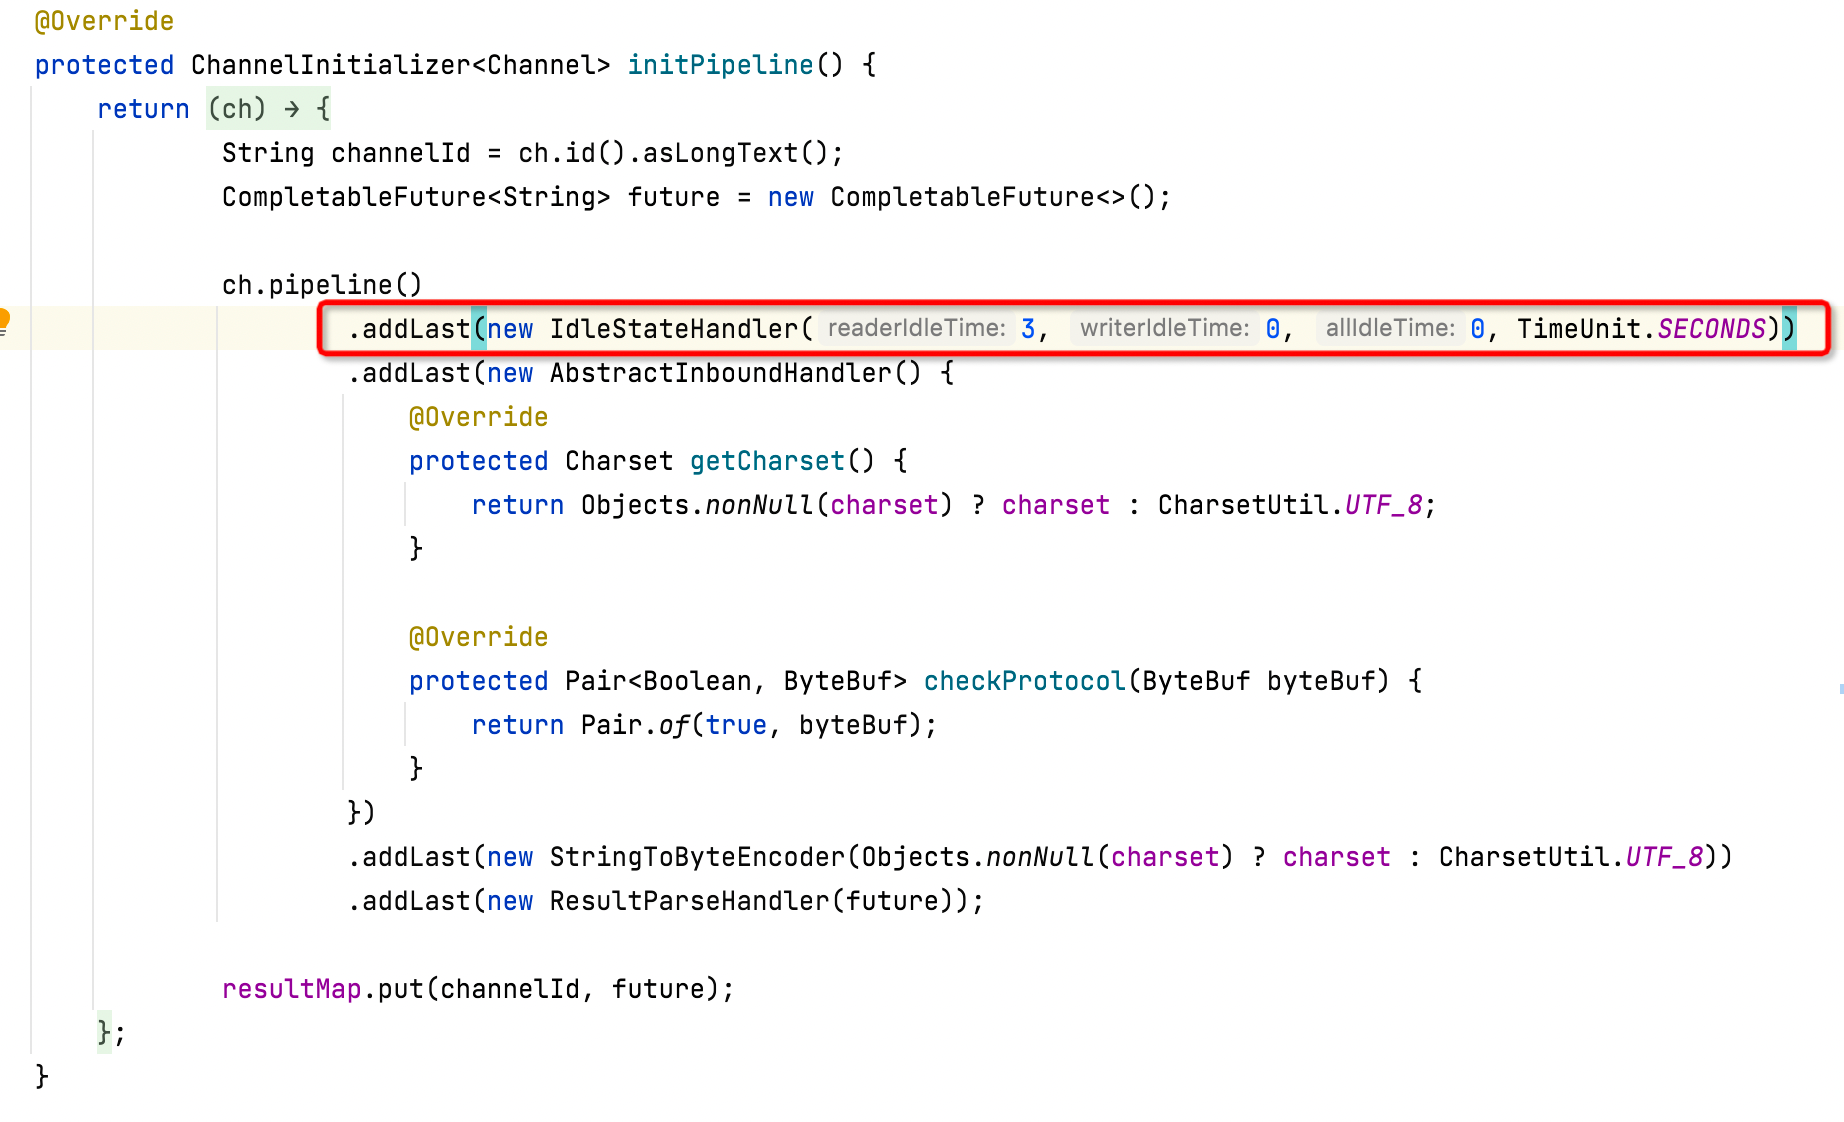 @Override
protected ChannelInitializer<Channel> initPipeline() {
return (ch) → {
String channelId = ch.id().asLongText();
CompletableFuture<String> future = new CompletableFuture<>();
ch.pipeline()
.addLast(new IdleStateHandler( readerIdleTime: 3, writerIdleTime: 0, allIdleTime: 0, TimeUnit.SECONDS))
.addLast(new AbstractInboundHandler() {
@Override
protected Charset getCharset() {
return Objects.nonNull(charset) ? charset : CharsetUtil.UTF_8;
}
@Override
protected Pair<Boolean, ByteBuf> checkProtocol(ByteBuf byteBuf) {
return Pair.of(true, byteBuf);
}
})
.addLast(new StringToByteEncoder(Objects.nonNull(charset) ? charset : CharsetUtil.UTF_8))
.addLast(new ResultParseHandler(future));
resultMap.put(channelId, future);
};
}